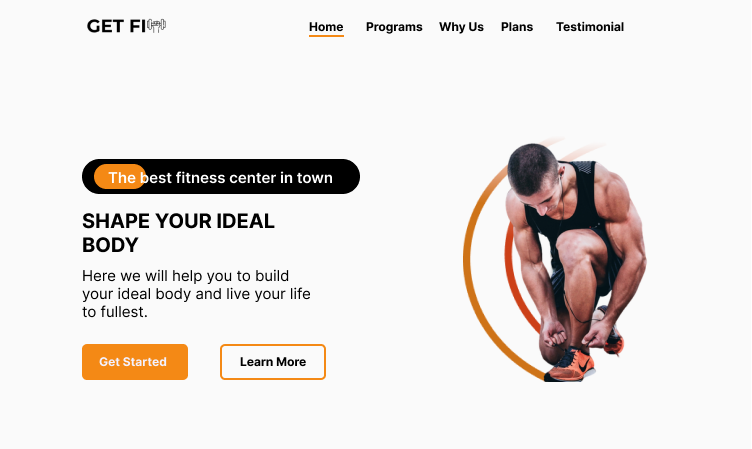 GET FIT
Home Programs Why Us Plans Testimonial
The best fitness center in town
SHAPE YOUR IDEAL
BODY
Here we will help you to build
your ideal body and live your life
to fullest.
Get Started Learn More